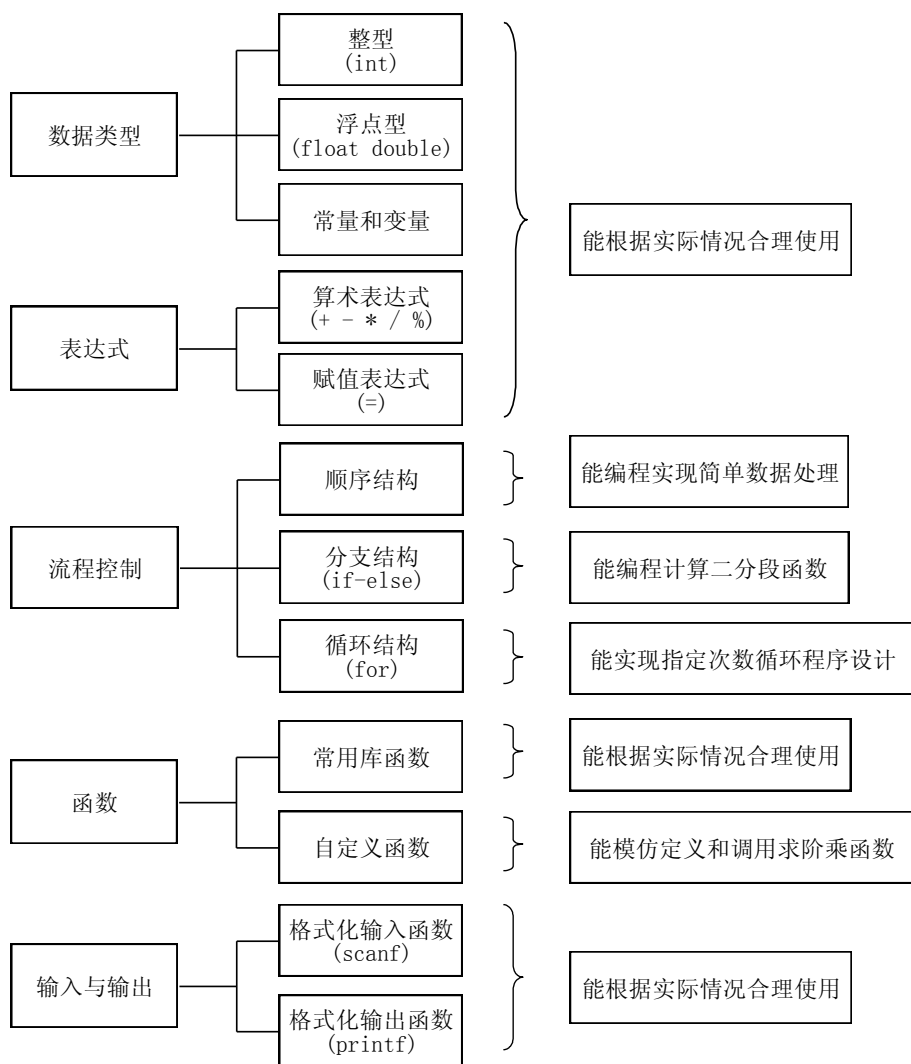 数据类型
整型
(int)
浮点型
(float double)
常量和变量
能根据实际情况合理使用
表达式
算术表达式
(+ - * / %)
赋值表达式
(=)
流程控制
顺序结构
能编程实现简单数据处理
分支结构
(if-else)
能编程计算二分段函数
循环结构
(for)
能实现指定次数循环程序设计
函数
常用库函数
能根据实际情况合理使用
自定义函数
能模仿定义和调用求阶乘函数
输入与输出
格式化输入函数
(scanf)
格式化输出函数
(printf)
能根据实际情况合理使用